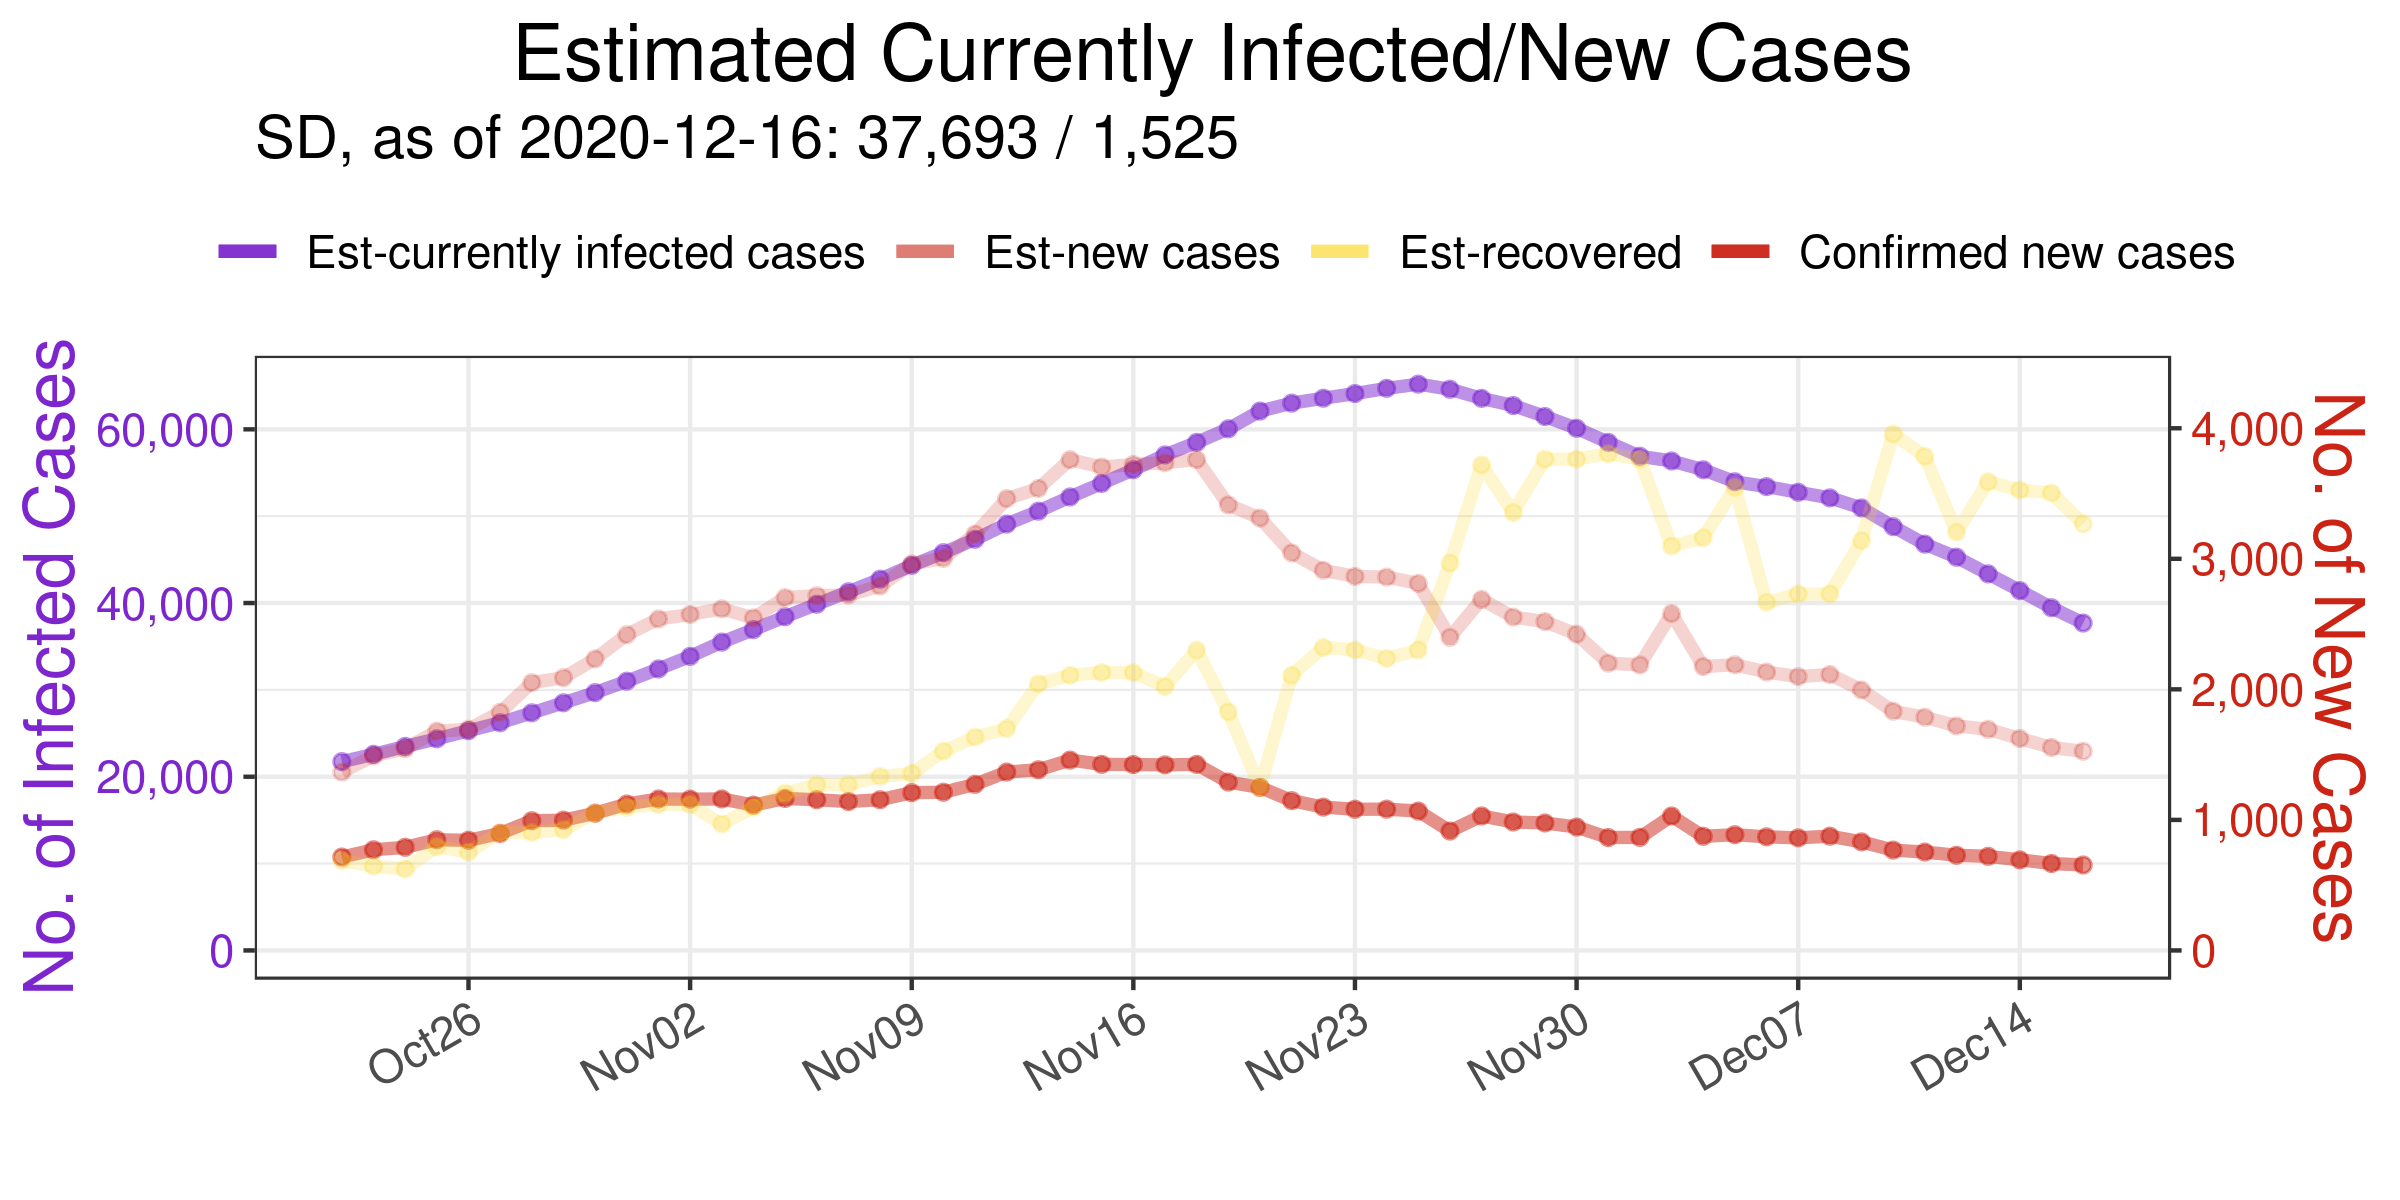 Estimated Currently Infected/New Cases
SD, as of 2020-12-16: 37,693 / 1,525
Est-currently infected cases
Est-new cases
Est-recovered
Confirmed new cases
No. of Infected Cases
60,000
40,000
20,000
0
4,000
3,000
2,000
1,000
0
No. of New Cases
Oct26
Nov02
Nov09
Nov16
Nov23
Nov30
Dec07
Dec14